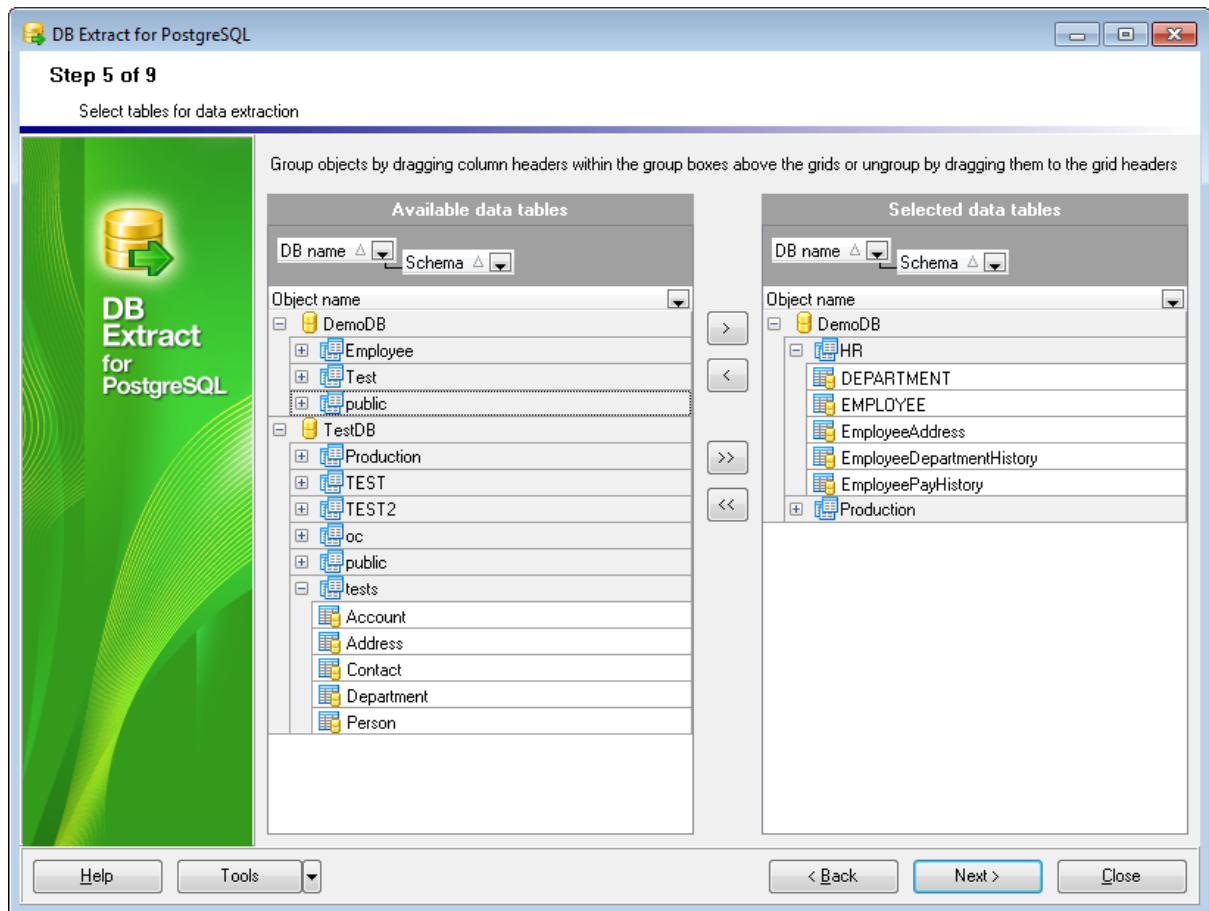 DB Extract for PostgreSQL
Step 5 of 9
Select tables for data extraction
DB
Extract
for
PostgreSQL
Group objects by dragging column headers within the group boxes above the grids or ungroup by dragging them to the grid headers
Available data tables
DB name
Schema
Object name
DemoDB
Employee
Test
public
TestDB
Production
TEST
TEST2
oc
public
tests
Account
Address
Contact
Department
Person
>
<
>>
<<
Selected data tables
DB name
Schema
Object name
DemoDB
HR
DEPARTMENT
EMPLOYEE
EmployeeAddress
EmployeeDepartmentHistory
EmployeePayHistory
Production
Help
Tools
< Back
Next >
Close